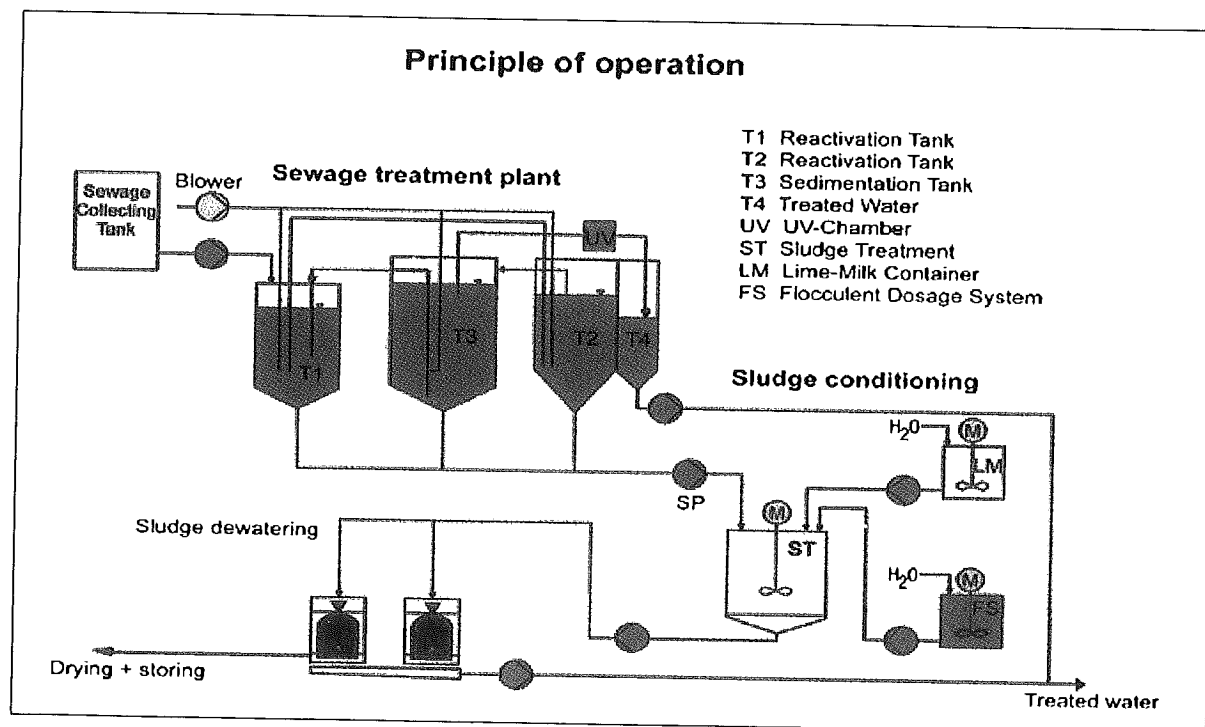 Principle of operation
T1 Reactivation Tank
T2 Reactivation Tank
T3 Sedimentation Tank
T4 Treated Water
UV UV-Chamber
ST Sludge Treatment
LM Lime-Milk Container
FS Flocculent Dosage System
Sewage treatment plant
Blower
Sewage
Collecting
Tank
UV
T1
T3
T2
T4
Sludge conditioning
H₂O
M
LM
SP
M
ST
Sludge dewatering
H₂O
M
FS
Drying + storing
Treated water